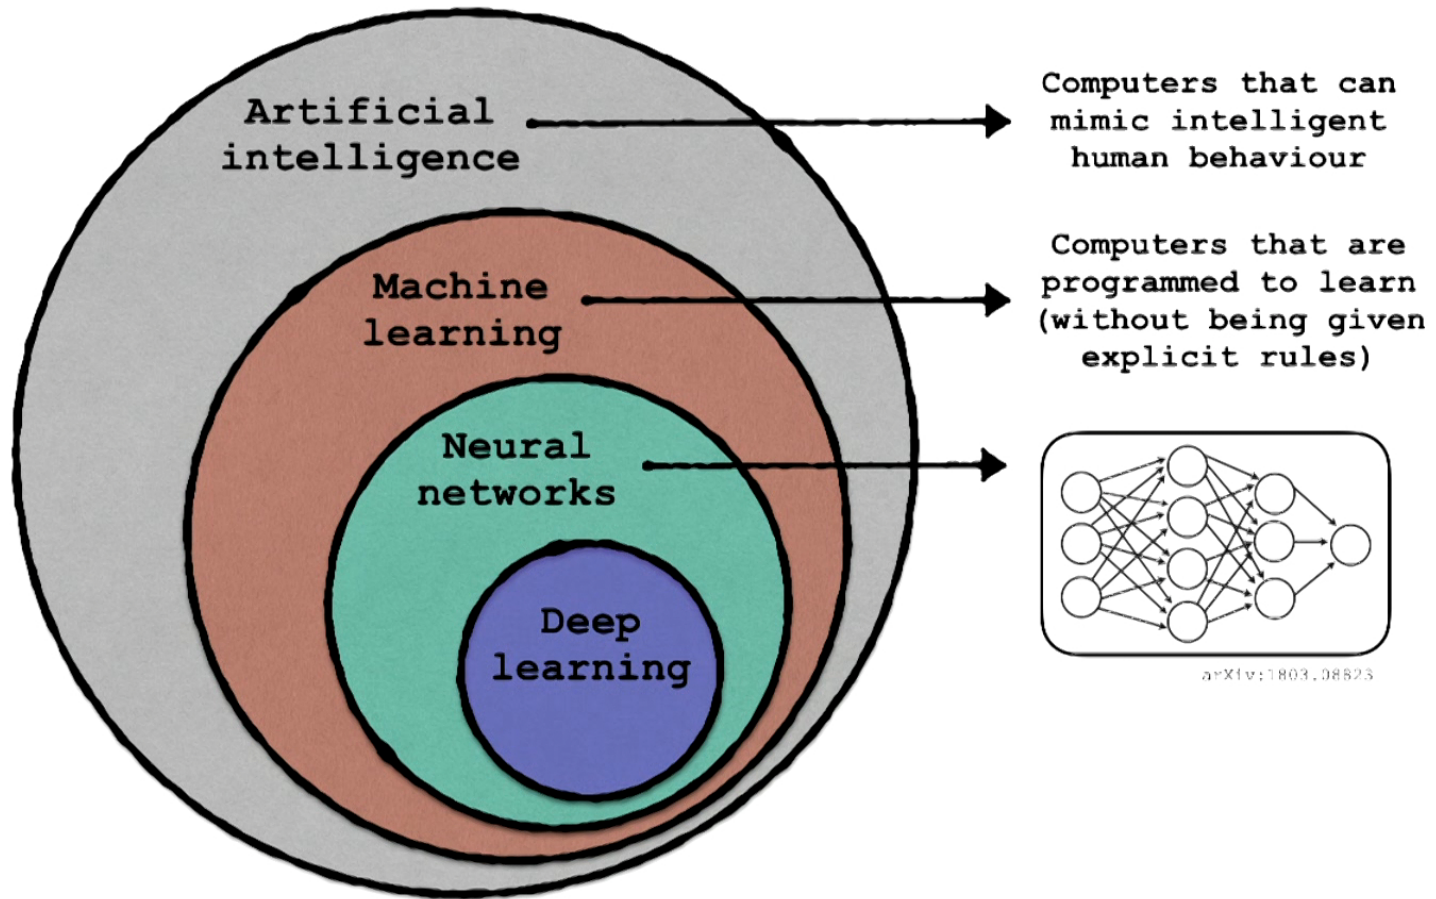 Artificial
intelligence
Computers that can
mimic intelligent
human behaviour
Machine
learning
Computers that are
programmed to learn
(without being given
explicit rules)
Neural
networks
Deep
learning
arXiv:1803.08823